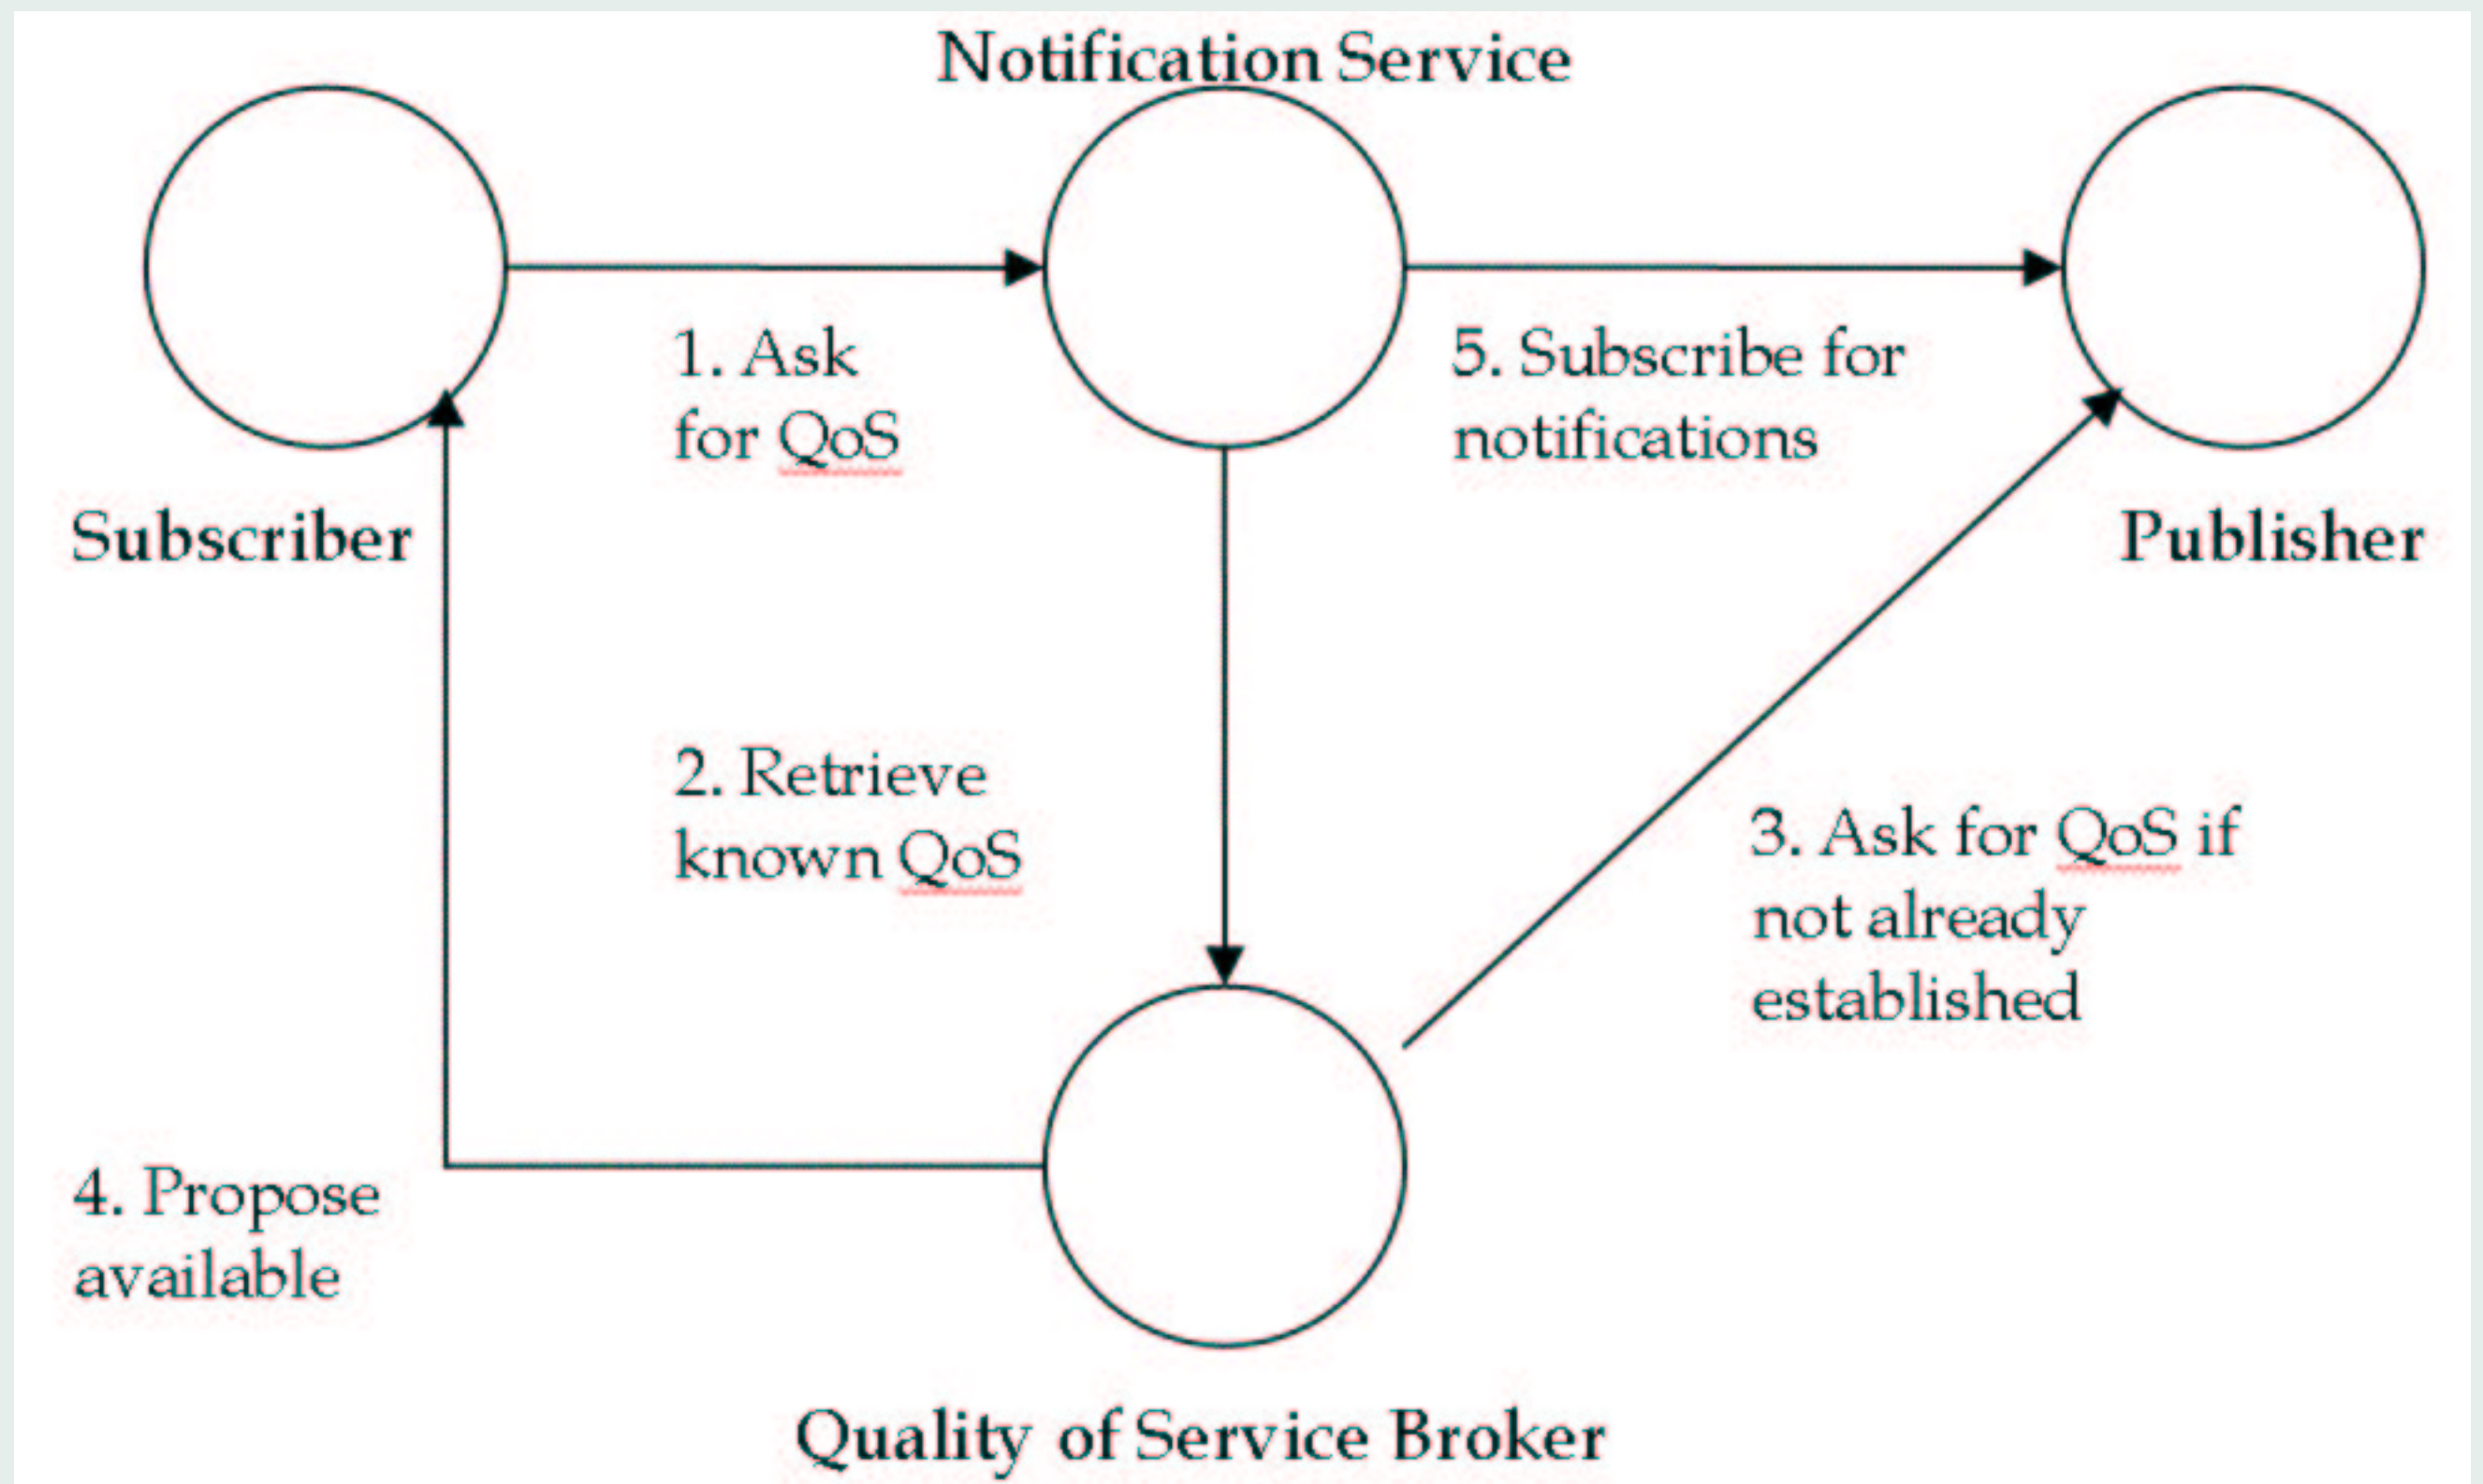 Notification Service
1. Ask
for QoS
5. Subscribe for
notifications
Subscriber
Publisher
2. Retrieve
known QoS
3. Ask for QoS if
not already
established
4. Propose
available
Quality of Service Broker